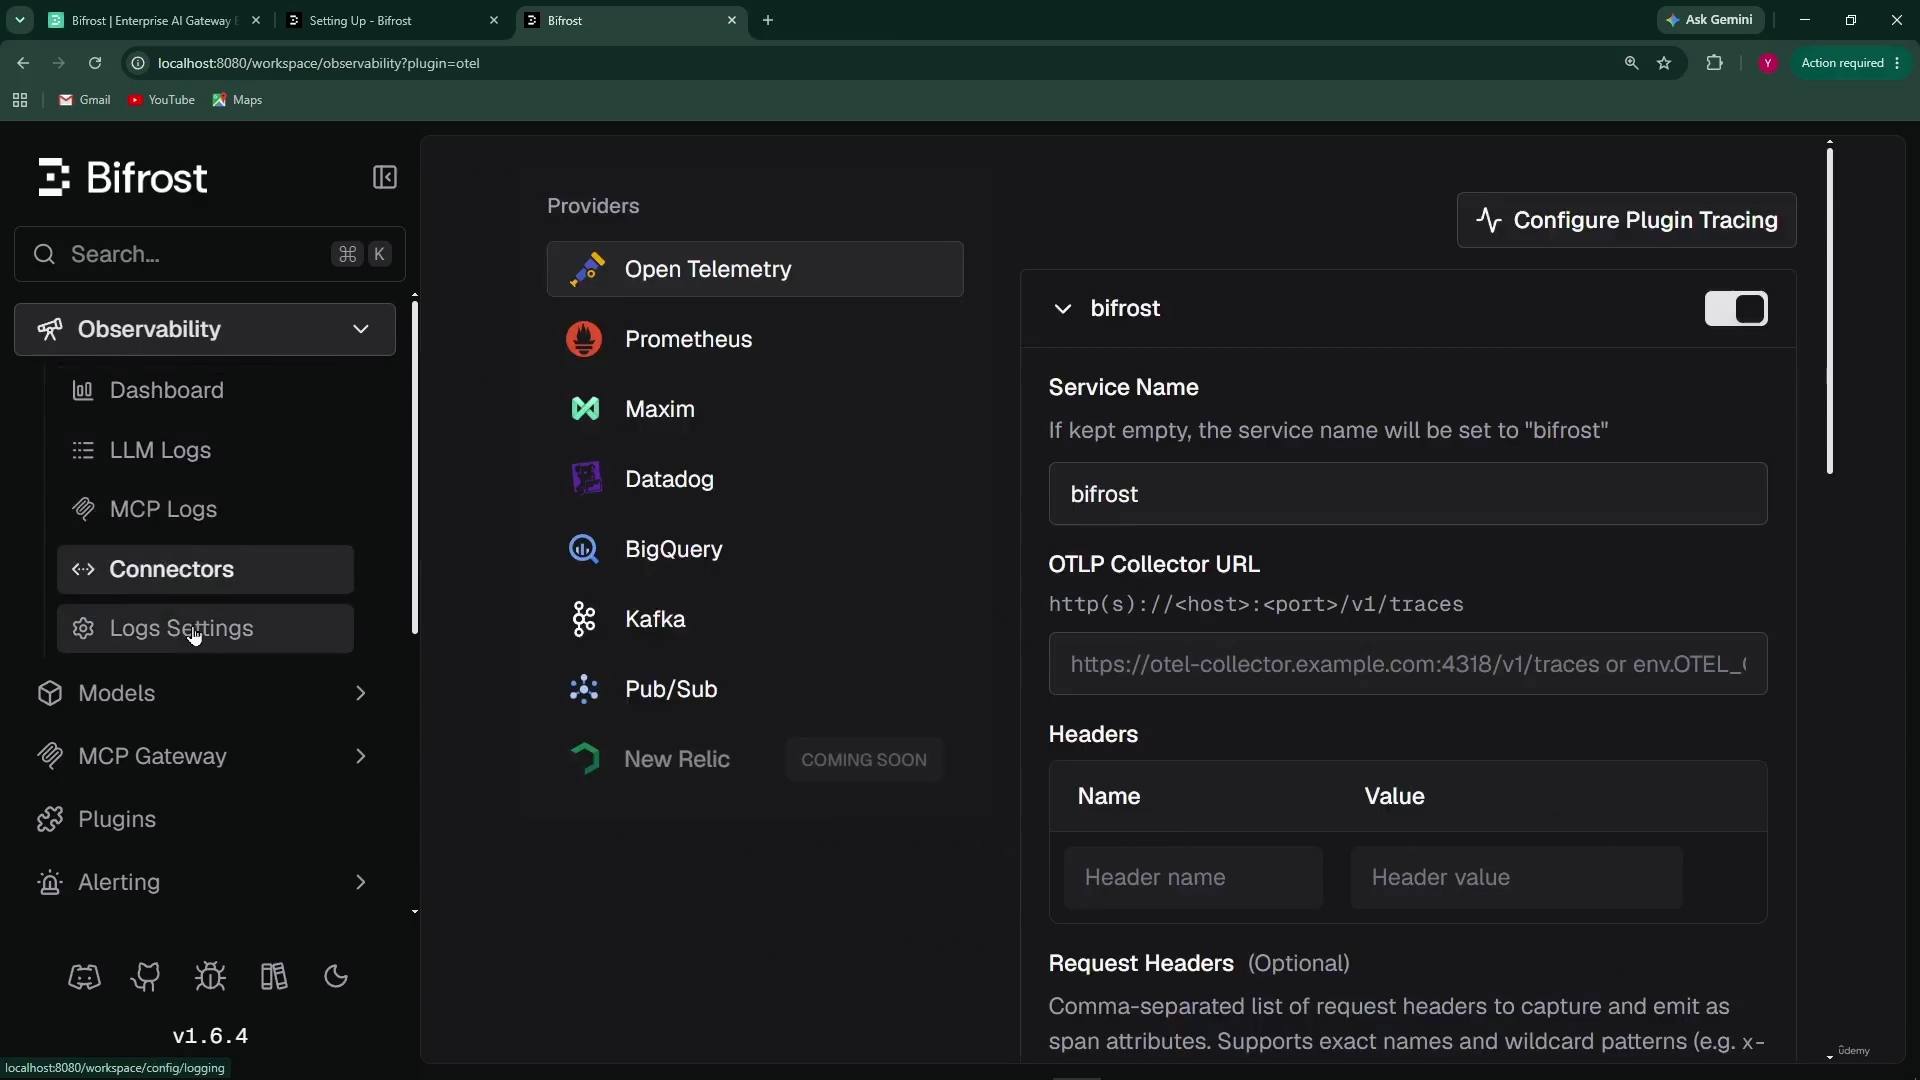 Bifrost | Enterprise AI Gateway
Setting Up - Bifrost
Bifrost
Ask Gemini
localhost:8080/workspace/observability?plugin=otel
Y
Action required
Gmail
YouTube
Maps
Bifrost
Search...
⌘ K
Observability
Dashboard
LLM Logs
MCP Logs
Connectors
Logs Settings
Models
MCP Gateway
Plugins
Alerting
v1.6.4
localhost:8080/workspace/config/logging
Providers
Open Telemetry
Prometheus
Maxim
Datadog
BigQuery
Kafka
Pub/Sub
New Relic
COMING SOON
Configure Plugin Tracing
bifrost
Service Name
If kept empty, the service name will be set to "bifrost"
bifrost
OTLP Collector URL
http(s)://<host>:<port>/v1/traces
https://otel-collector.example.com:4318/v1/traces or env.OTEL_
Headers
Name Value
Header name Header value
Request Headers (Optional)
Comma-separated list of request headers to capture and emit as
span attributes. Supports exact names and wildcard patterns (e.g. x-
ûdemy